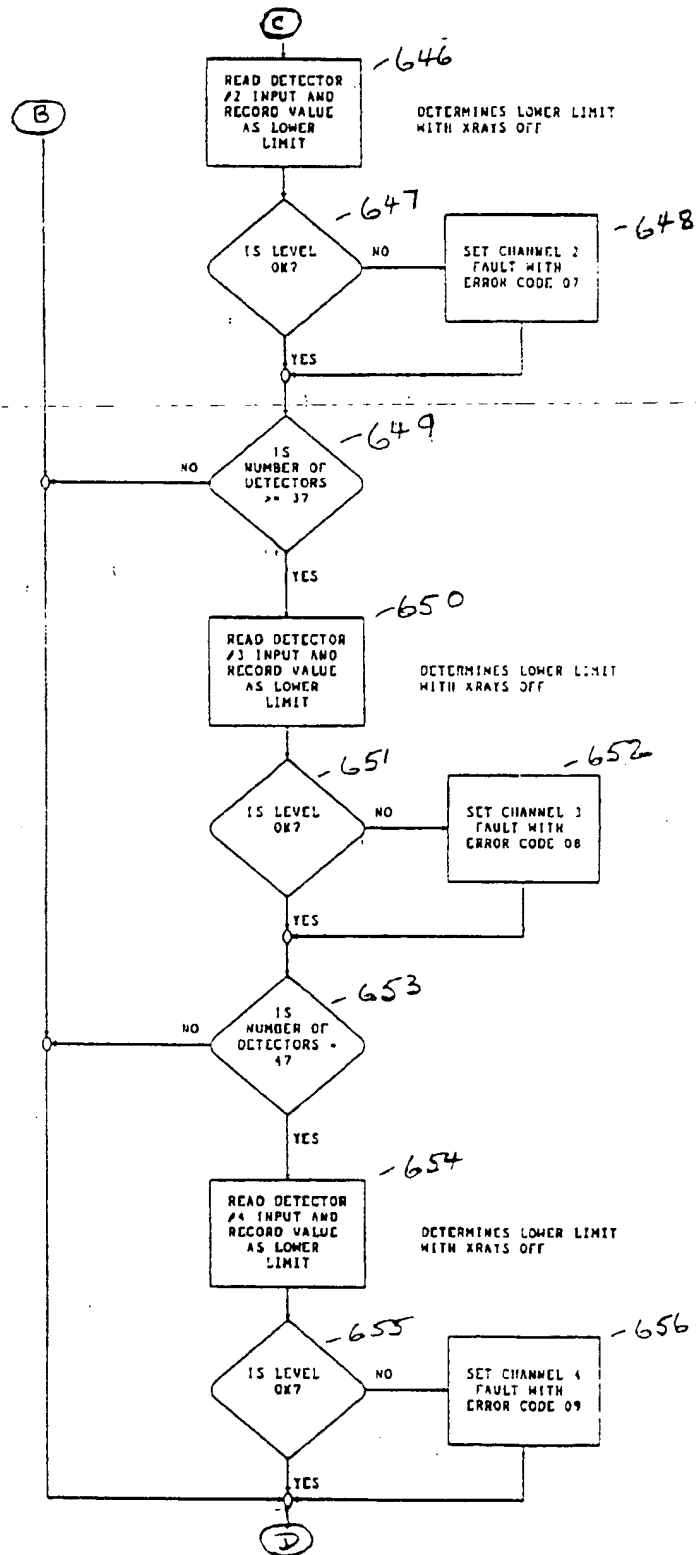 C
646
READ DETECTOR
#2 INPUT AND
RECORD VALUE
AS LOWER
LIMIT
DETERMINES LOWER LIMIT
WITH XRAYS OFF
B
647
IS LEVEL
OK?
NO
648
SET CHANNEL 2
FAULT WITH
ERROR CODE 07
YES
649
IS
NUMBER OF
DETECTORS
>= 3?
NO
YES
650
READ DETECTOR
#3 INPUT AND
RECORD VALUE
AS LOWER
LIMIT
DETERMINES LOWER LIMIT
WITH XRAYS OFF
651
IS LEVEL
OK?
NO
652
SET CHANNEL 3
FAULT WITH
ERROR CODE 08
YES
653
IS
NUMBER OF
DETECTORS =
4?
NO
YES
654
READ DETECTOR
#4 INPUT AND
RECORD VALUE
AS LOWER
LIMIT
DETERMINES LOWER LIMIT
WITH XRAYS OFF
655
IS LEVEL
OK?
NO
656
SET CHANNEL 4
FAULT WITH
ERROR CODE 09
YES
D